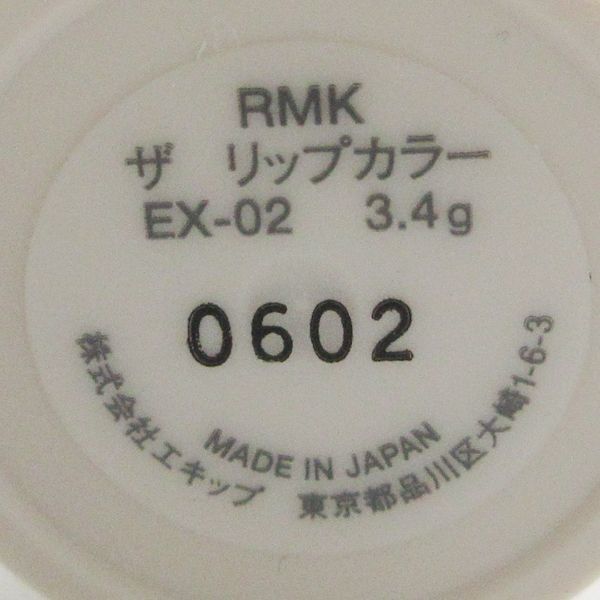 RMK
ザ リップカラー
EX-02 3.4g
0602
MADE IN JAPAN
株式会社エキップ 東京都品川区大崎1-6-3